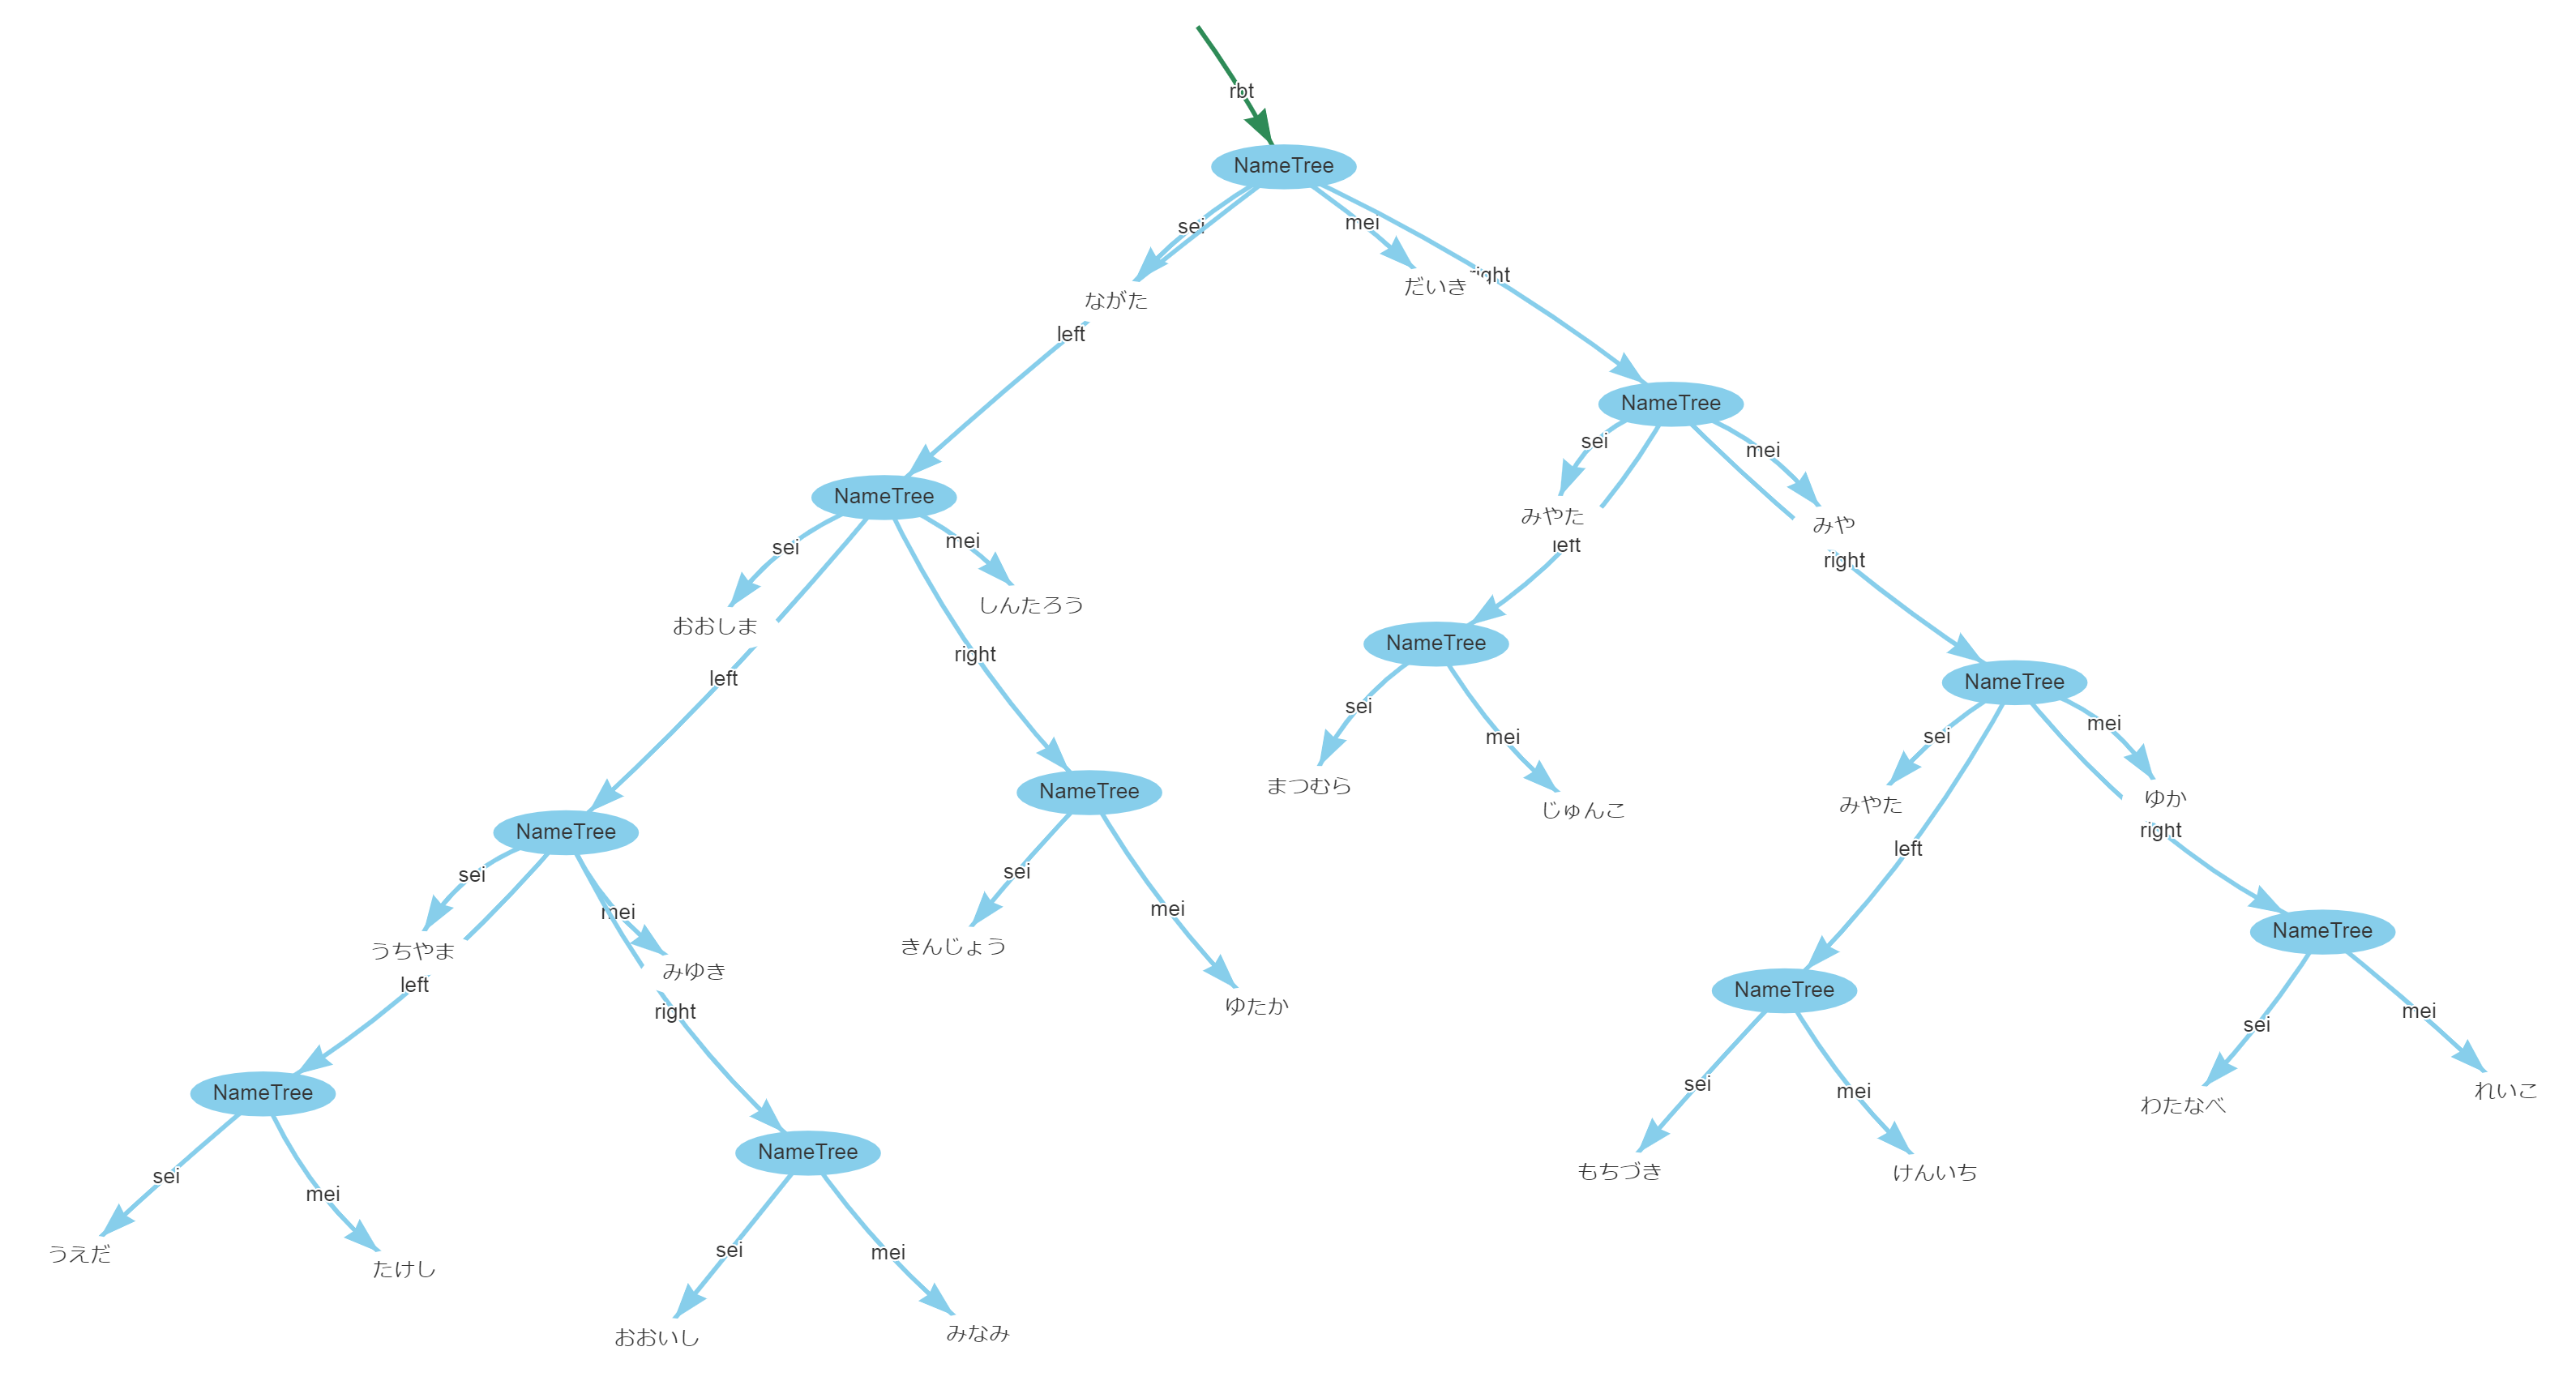 rbt
NameTree
sei
mei
right
だいき
ながた
left
NameTree
sei
mei
みやた
みや
left
right
NameTree
sei
mei
おおしま
しんたろう
left
right
NameTree
sei
mei
まつむら
じゅんこ
NameTree
sei
mei
みやた
ゆか
left
right
NameTree
sei
mei
きんじょう
ゆたか
NameTree
sei
mei
うちやま
みゆき
left
right
NameTree
sei
mei
わたなべ
れいこ
NameTree
sei
mei
もちづき
けんいち
NameTree
sei
mei
うえだ
たけし
NameTree
sei
mei
おおいし
みなみ